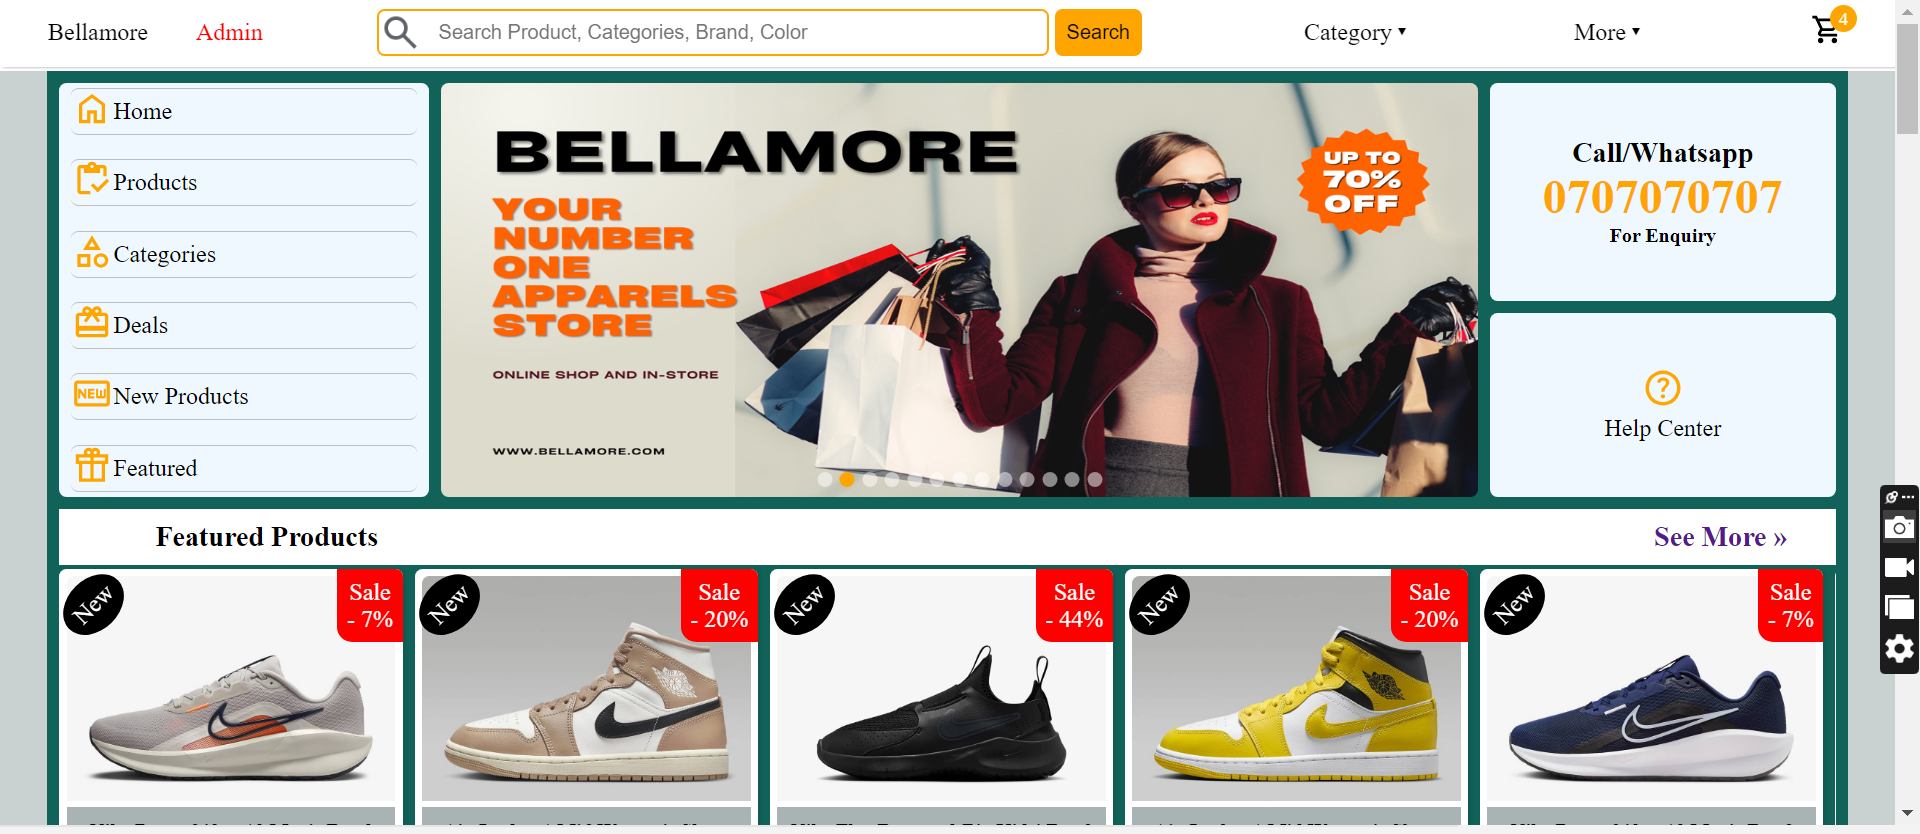 Bellamore
Admin
Search Product, Categories, Brand, Color
Search
Category ▼
More ▼
4
Home
Products
Categories
Deals
NEW
New Products
Featured
BELLAMORE
YOUR
NUMBER
ONE
APPARELS
STORE
ONLINE SHOP AND IN-STORE
WWW.BELLAMORE.COM
UP TO
70%
OFF
Call/Whatsapp
0707070707
For Enquiry
Help Center
Featured Products
See More »
New
Sale
- 7%
New
Sale
- 20%
New
Sale
- 44%
New
Sale
- 20%
New
Sale
- 7%